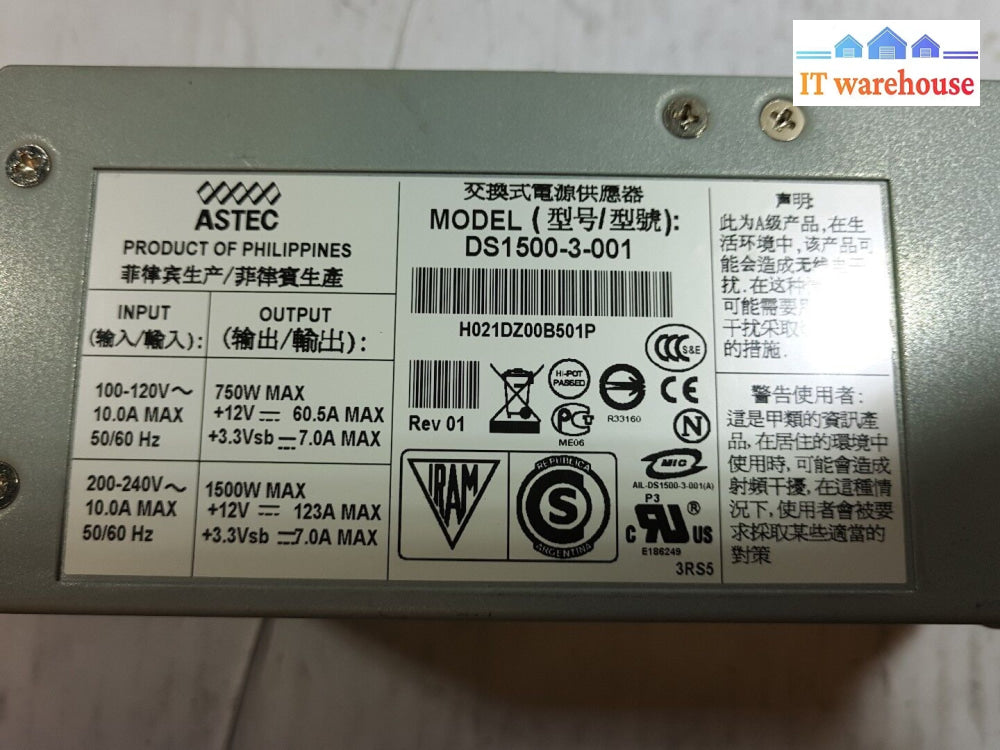 IT warehouse
ASTEC
PRODUCT OF PHILIPPINES
菲律宾生产/菲律賓生產
INPUT
(输入/輸入):
OUTPUT
(输出/輸出):
100-120V~
10.0A MAX
50/60 Hz
750W MAX
+12V ⎓ 60.5A MAX
+3.3Vsb ⎓ 7.0A MAX
200-240V~
10.0A MAX
50/60 Hz
1500W MAX
+12V ⎓ 123A MAX
+3.3Vsb ⎓ 7.0A MAX
交換式電源供應器
MODEL (型号/型號):
DS1500-3-001
H021DZ00B501P
Rev 01
HI-POT
PASSED
CCC S&E
R33160
CE
PG
ME06
N
MIC
AIL-DS1500-3-001(A)
IRAM
REPUBLICA
S
ARGENTINA
P3
C RU ® US
E186249
3RS5
声明:
此为A级产品,在生
活环境中,该产品可
能会造成无线
扰.在这种
可能需要
干扰采取
的措施.
警告使用者:
這是甲類的資訊產
品,在居住的環境中
使用時,可能會造成
射頻干擾,在這種情
況下,使用者會被要
求採取某些適當的
對策